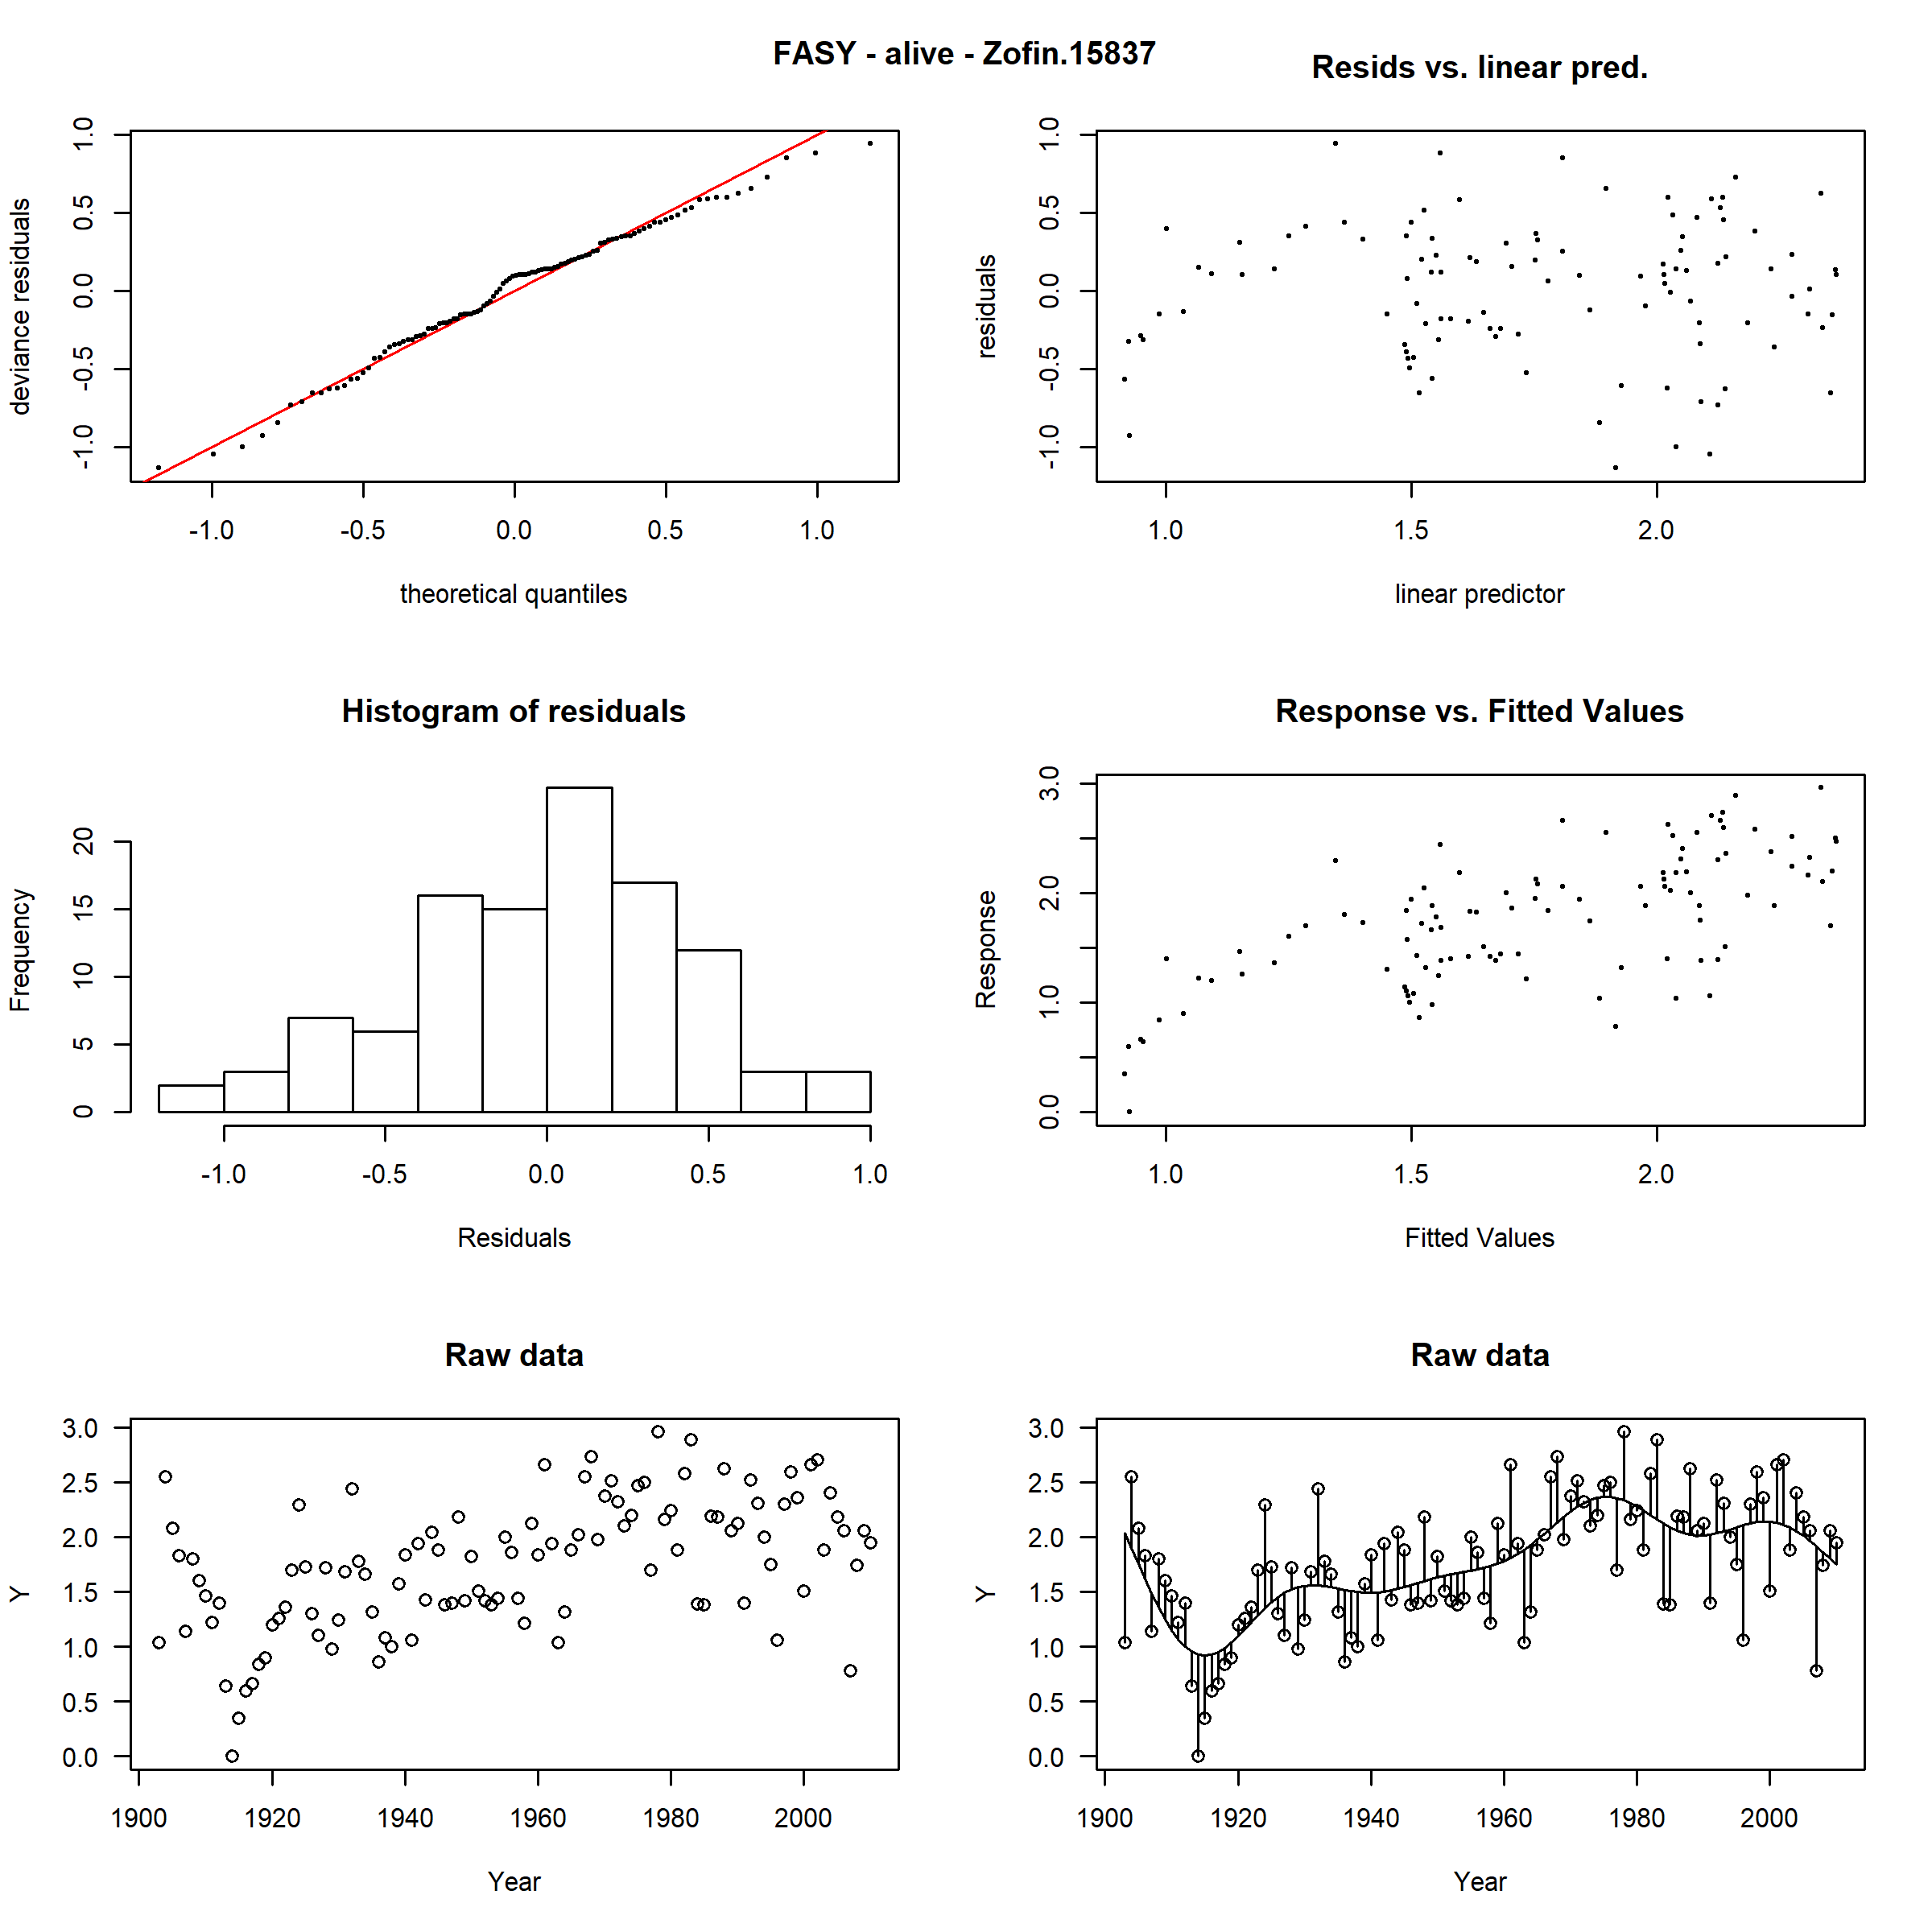 FASY - alive - Zofin.15837
Resids vs. linear pred.
deviance residuals
-1.0 -0.5 0.0 0.5 1.0
-1.0 -0.5 0.0 0.5 1.0
theoretical quantiles
residuals
-1.0 -0.5 0.0 0.5 1.0
1.0 1.5 2.0
linear predictor
Histogram of residuals
Frequency
0 5 10 15 20
-1.0 -0.5 0.0 0.5 1.0
Residuals
Response vs. Fitted Values
Response
0.0 1.0 2.0 3.0
1.0 1.5 2.0
Fitted Values
Raw data
Y
3.0
2.5
2.0
1.5
1.0
0.5
0.0
1900 1920 1940 1960 1980 2000
Year
Raw data
Y
3.0
2.5
2.0
1.5
1.0
0.5
0.0
1900 1920 1940 1960 1980 2000
Year